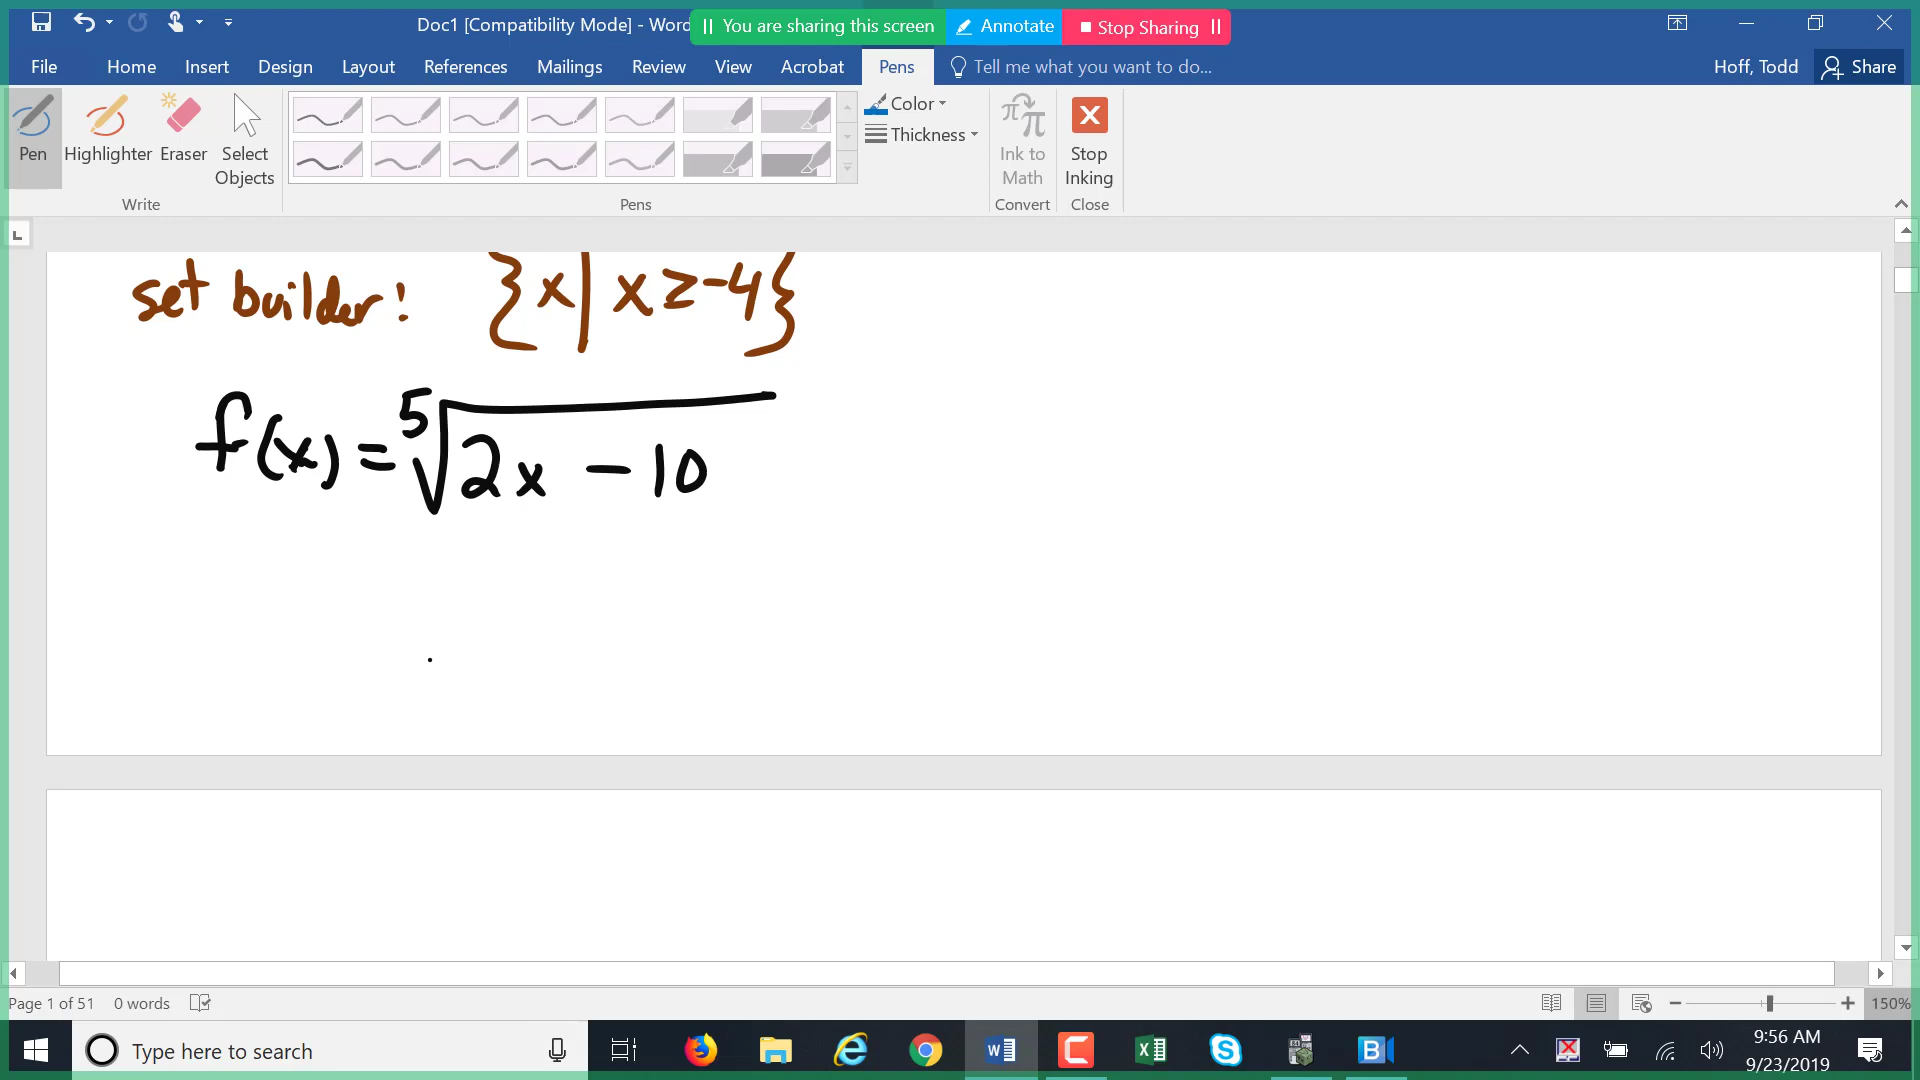 Doc1 [Compatibility Mode] - Word
You are sharing this screen
Annotate
Stop Sharing
File Home Insert Design Layout References Mailings Review View Acrobat Pens Tell me what you want to do... Hoff, Todd Share
Pen Highlighter Eraser Select Objects
Write
Pens
Color
Thickness
Ink to Math
Stop Inking
Convert
Close
set builder: {x| x ≥ -4}
f(x) = ⁵√(2x - 10)
Page 1 of 51 0 words 150%
Type here to search
9:56 AM
9/23/2019